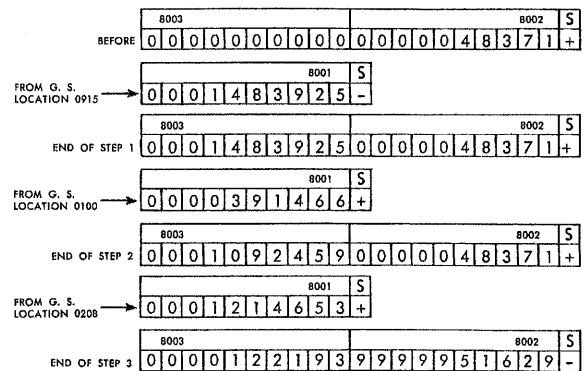 8003 8002 S
BEFORE 0 0 0 0 0 0 0 0 0 0 0 0 0 0 0 4 8 3 7 1 +
8001 S
FROM G. S.
LOCATION 0915 0 0 0 1 4 8 3 9 2 5 -
8003 8002 S
END OF STEP 1 0 0 0 1 4 8 3 9 2 5 0 0 0 0 0 4 8 3 7 1 +
8001 S
FROM G. S.
LOCATION 0100 0 0 0 0 3 9 1 4 6 6 +
8003 8002 S
END OF STEP 2 0 0 0 1 0 9 2 4 5 9 0 0 0 0 0 4 8 3 7 1 +
8001 S
FROM G. S.
LOCATION 0208 0 0 0 1 2 1 4 6 5 3 +
8003 8002 S
END OF STEP 3 0 0 0 0 1 2 2 1 9 3 9 9 9 9 9 5 1 6 2 9 -